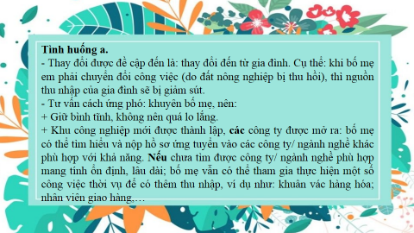 Tình huống a.
- Thay đổi được đề cập đến là: thay đổi đến từ gia đình. Cụ thể: khi bố mẹ
em phải chuyển đổi công việc (do đất nông nghiệp bị thu hồi), thì nguồn
thu nhập của gia đình sẽ bị giảm sút.
- Tư vấn cách ứng phó: khuyên bố mẹ, nên:
+ Giữ bình tĩnh, không nên quá lo lắng.
+ Khu công nghiệp mới được thành lập, các công ty được mở ra: bố mẹ
có thể tìm hiểu và nộp hồ sơ ứng tuyển vào các công ty/ ngành nghề khác
phù hợp với khả năng. Nếu chưa tìm được công ty/ ngành nghề phù hợp
mang tính ổn định, lâu dài; bố mẹ vẫn có thể tham gia thực hiện một số
công việc thời vụ để có thêm thu nhập, ví dụ như: khuân vác hàng hóa;
nhân viên giao hàng,…